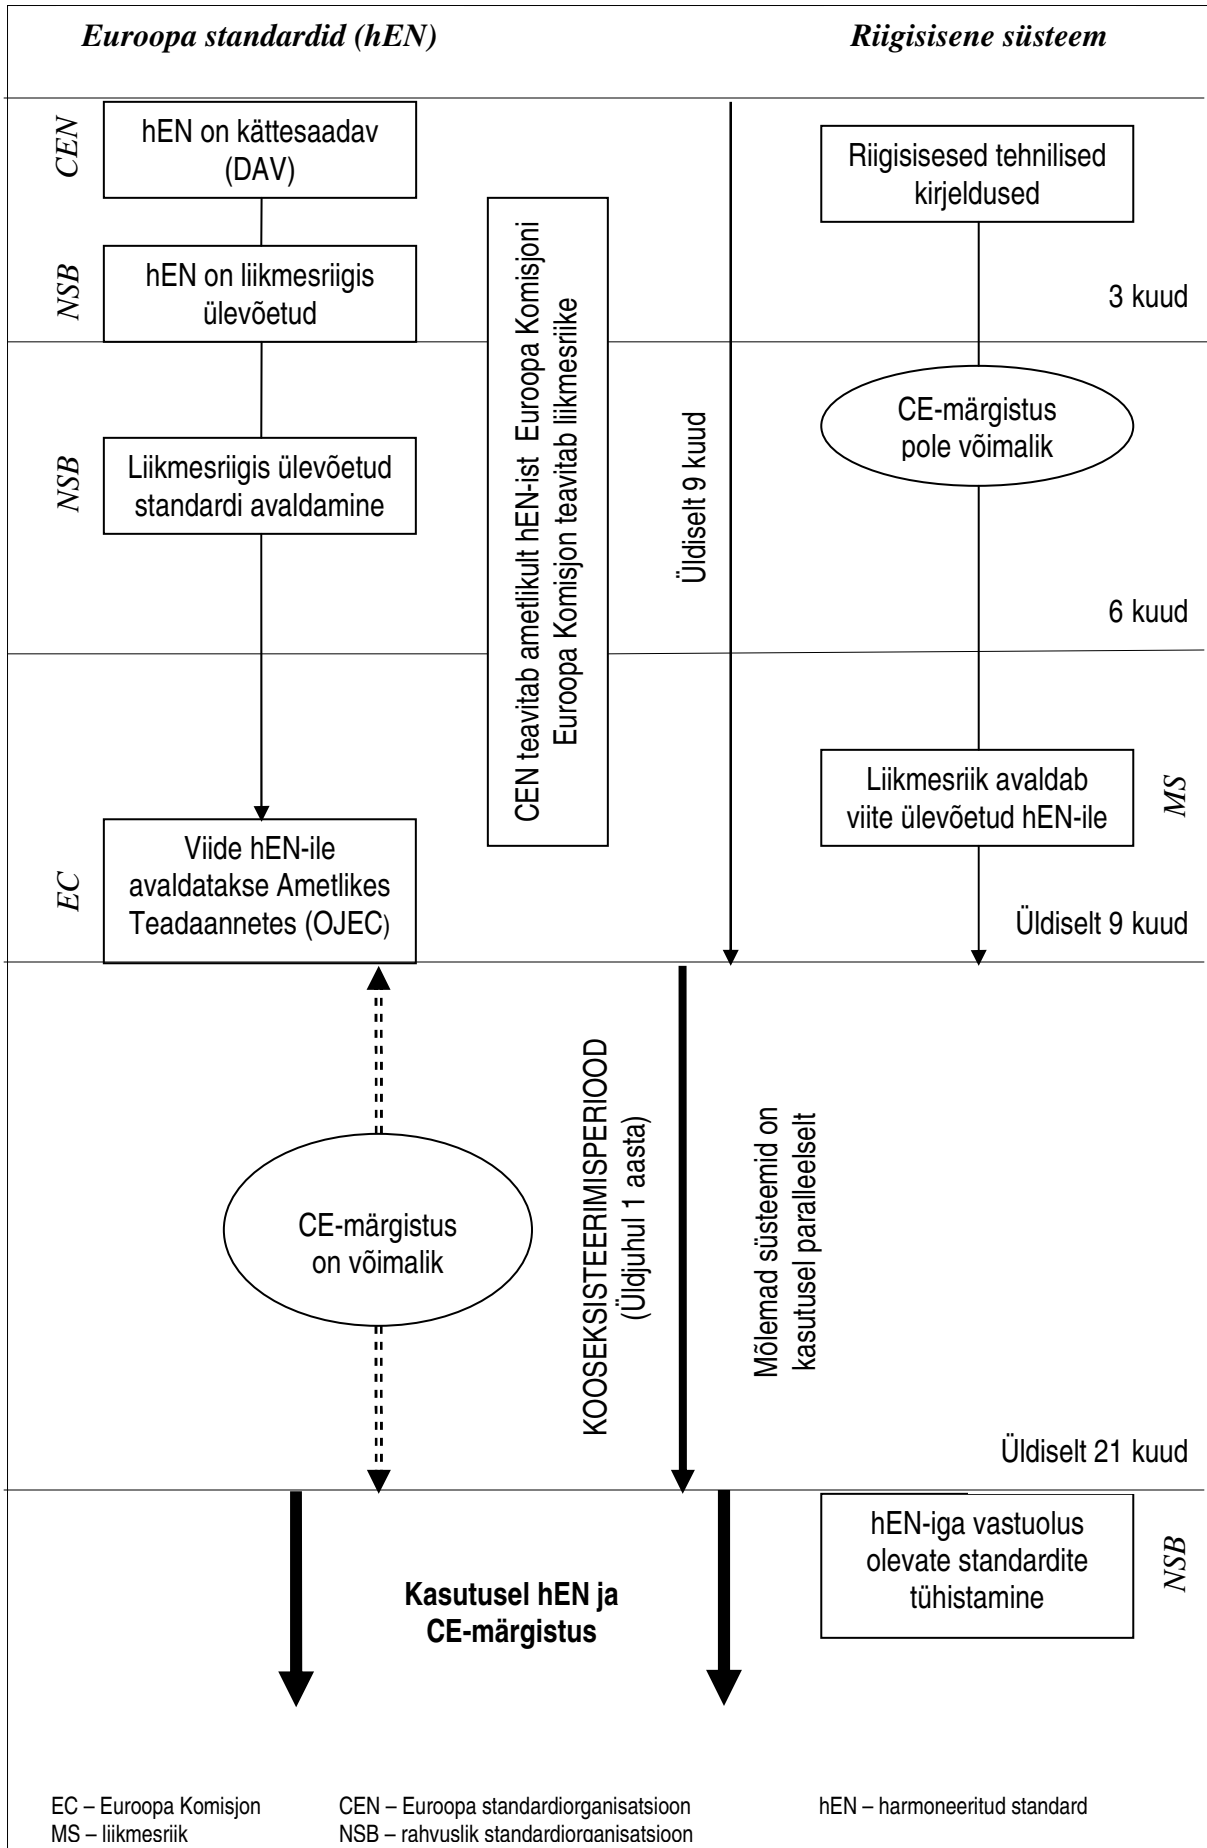 Euroopa standardid (hEN)
Riigisisene süsteem
CEN
hEN on kättesaadav
(DAV)
Riigisisesed tehnilised
kirjeldused
NSB
hEN on liikmesriigis
ülevõetud
3 kuud
CEN teavitab ametlikult hEN-ist Euroopa Komisjoni
Euroopa Komisjon teavitab liikmesriike
Üldiselt 9 kuud
CE-märgistus
pole võimalik
NSB
Liikmesriigis ülevõetud
standardi avaldamine
6 kuud
Liikmesriik avaldab
viite ülevõetud hEN-ile
MS
EC
Viide hEN-ile
avaldatakse Ametlikes
Teadaannetes (OJEC)
Üldiselt 9 kuud
CE-märgistus
on võimalik
KOOSEKSISTEERIMISPERIOOD
(Üldjuhul 1 aasta)
Mõlemad süsteemid on
kasutusel paralleelselt
Üldiselt 21 kuud
Kasutusel hEN ja
CE-märgistus
hEN-iga vastuolus
olevate standardite
tühistamine
NSB
EC – Euroopa Komisjon
CEN – Euroopa standardiorganisatsioon
hEN – harmoneeritud standard
MS – liikmesriik
NSB – rahvuslik standardiorganisatsioon